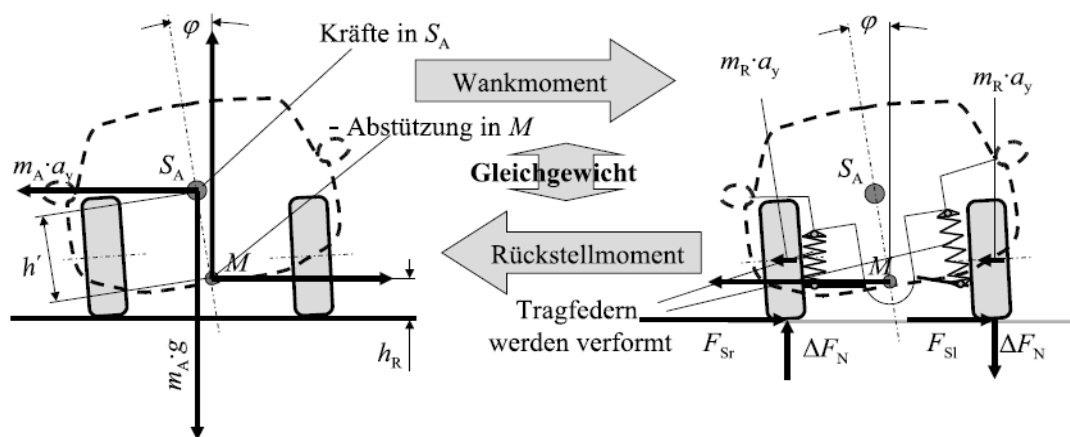 φ
Kräfte in S_A
Wankmoment
Abstützung in M
m_A·a_y
S_A
h′
M
m_A·g
h_R
Gleichgewicht
Rückstellmoment
Tragfedern
werden verformt
φ
m_R·a_y
m_R·a_y
S_A
M
F_Sr
ΔF_N
F_Sl
ΔF_N